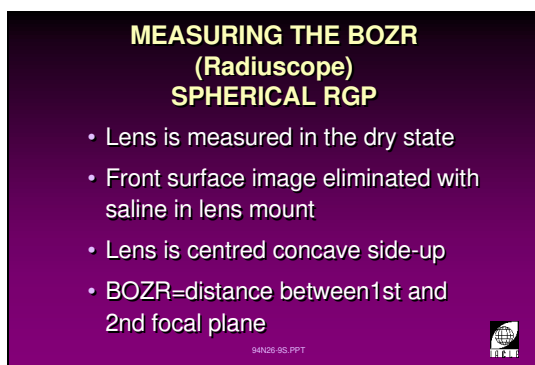 MEASURING THE BOZR
(Radiuscope)
SPHERICAL RGP
• Lens is measured in the dry state
• Front surface image eliminated with
saline in lens mount
• Lens is centred concave side-up
• BOZR=distance between1st and
2nd focal plane
94N26-9S.PPT
IACLE